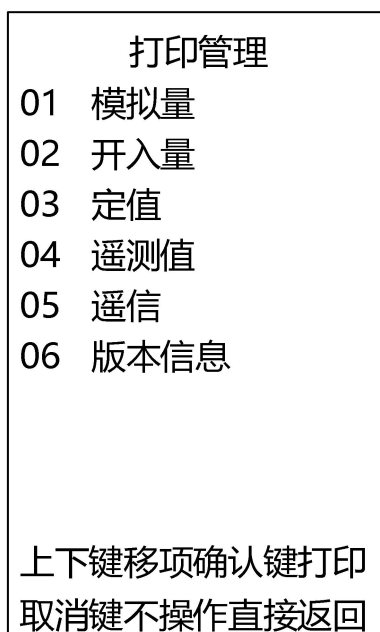 打印管理
01 模拟量
02 开入量
03 定值
04 遥测值
05 遥信
06 版本信息
上下键移项确认键打印
取消键不操作直接返回